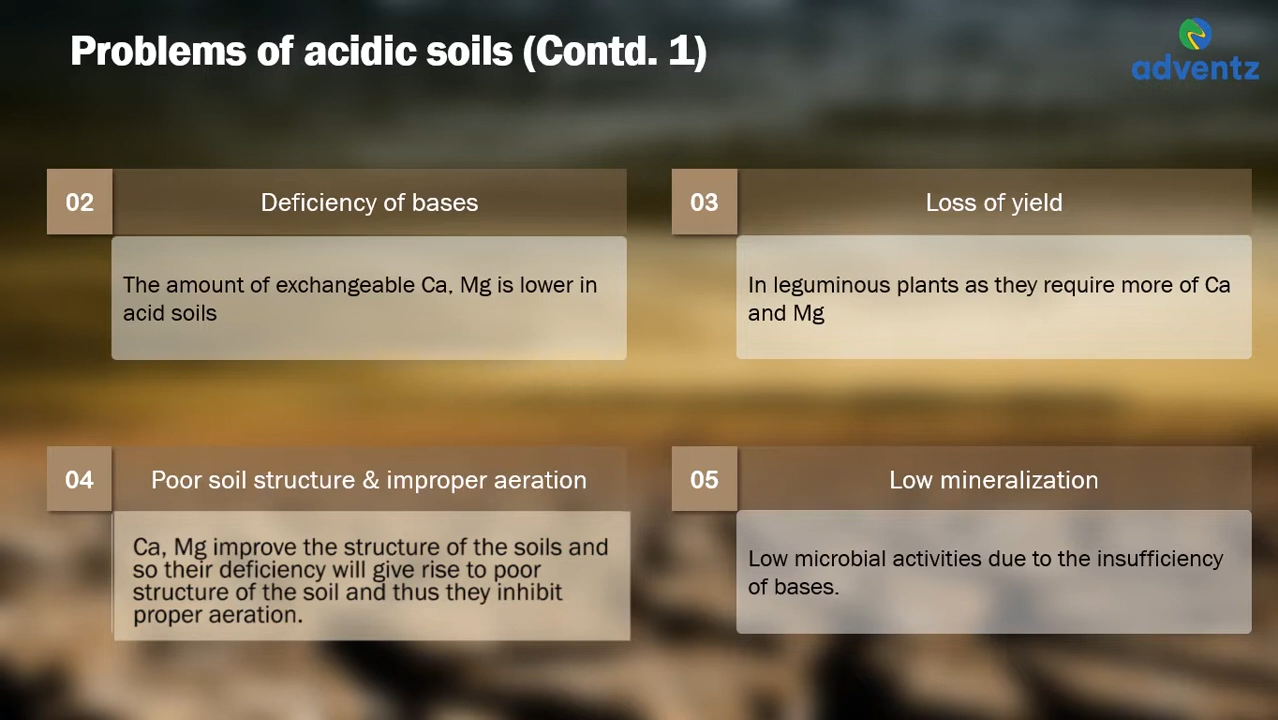 Problems of acidic soils (Contd. 1)
adventz
02
Deficiency of bases
The amount of exchangeable Ca, Mg is lower in
acid soils
03
Loss of yield
In leguminous plants as they require more of Ca
and Mg
04
Poor soil structure & improper aeration
Ca, Mg improve the structure of the soils and
so their deficiency will give rise to poor
structure of the soil and thus they inhibit
proper aeration.
05
Low mineralization
Low microbial activities due to the insufficiency
of bases.